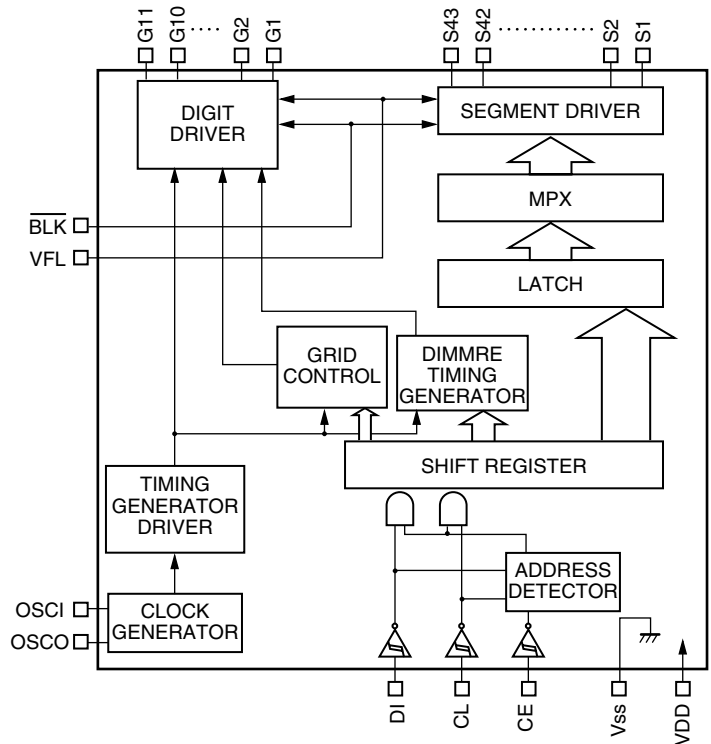 G11 G10 ····· G2 G1 S43 S42 ·············· S2 S1
DIGIT
DRIVER
SEGMENT DRIVER
MPX
BLK
VFL
LATCH
GRID
CONTROL
DIMMRE
TIMING
GENERATOR
SHIFT REGISTER
TIMING
GENERATOR
DRIVER
ADDRESS
DETECTOR
OSCI
OSCO
CLOCK
GENERATOR
DI CL CE Vss VDD